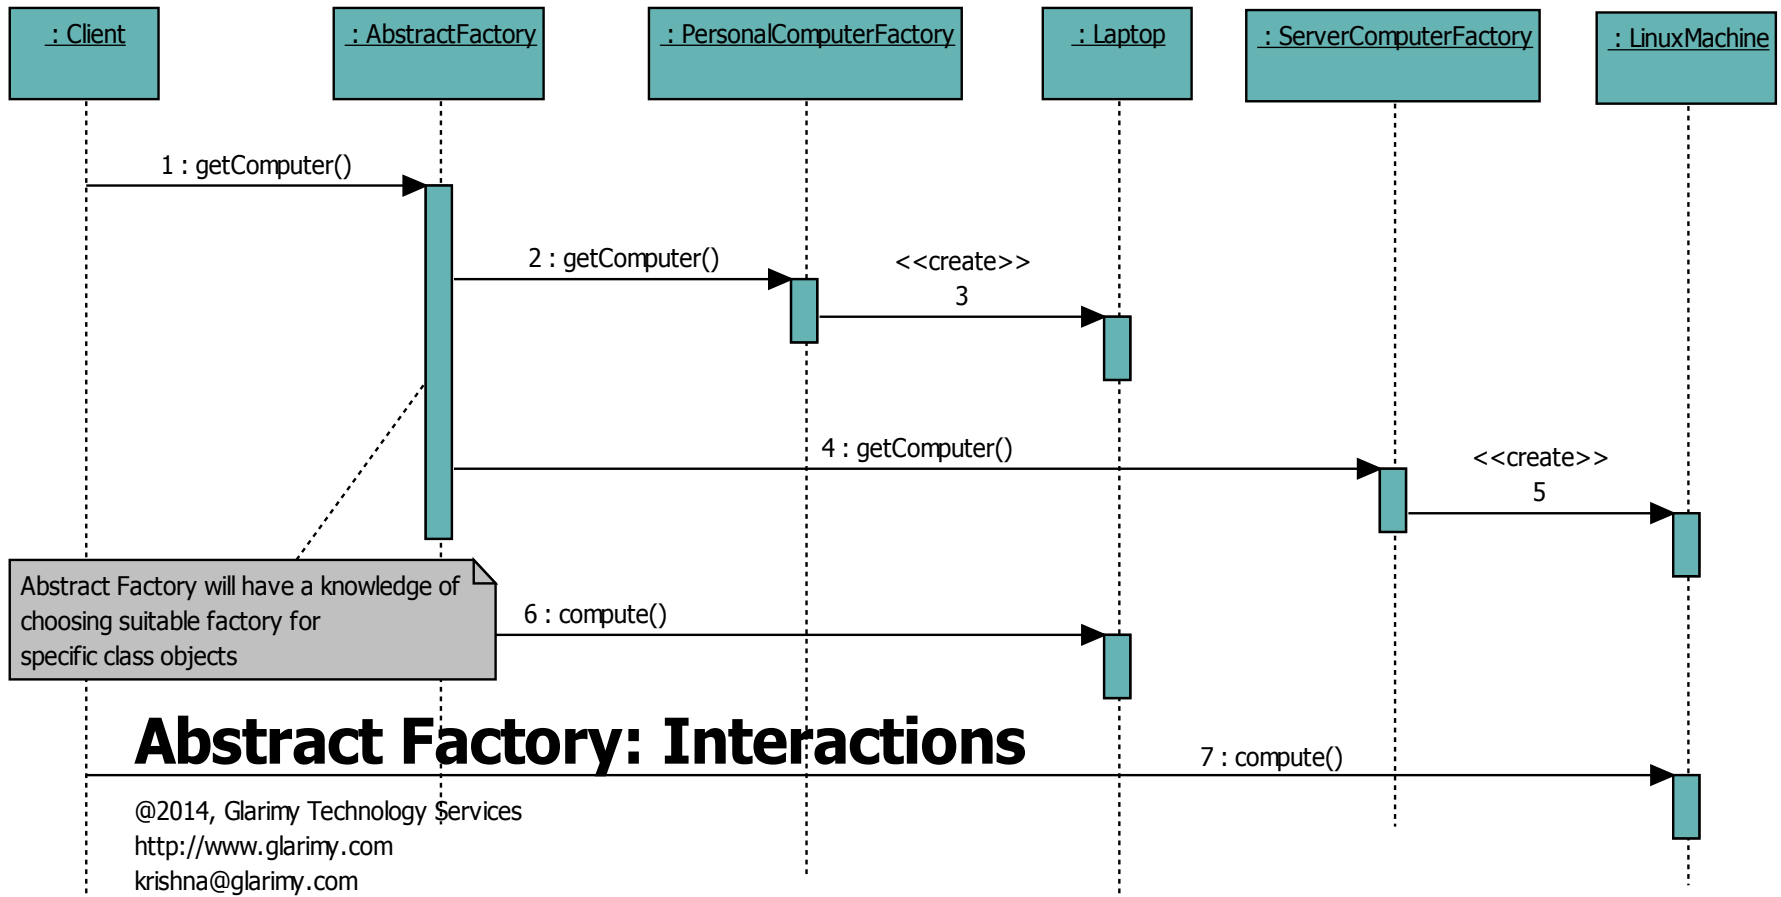 : Client
: AbstractFactory
: PersonalComputerFactory
: Laptop
: ServerComputerFactory
: LinuxMachine
1 : getComputer()
2 : getComputer()
<<create>>
3
4 : getComputer()
<<create>>
5
Abstract Factory will have a knowledge of
choosing suitable factory for
specific class objects
6 : compute()
Abstract Factory: Interactions
7 : compute()
@2014, Glarimy Technology Services
http://www.glarimy.com
krishna@glarimy.com